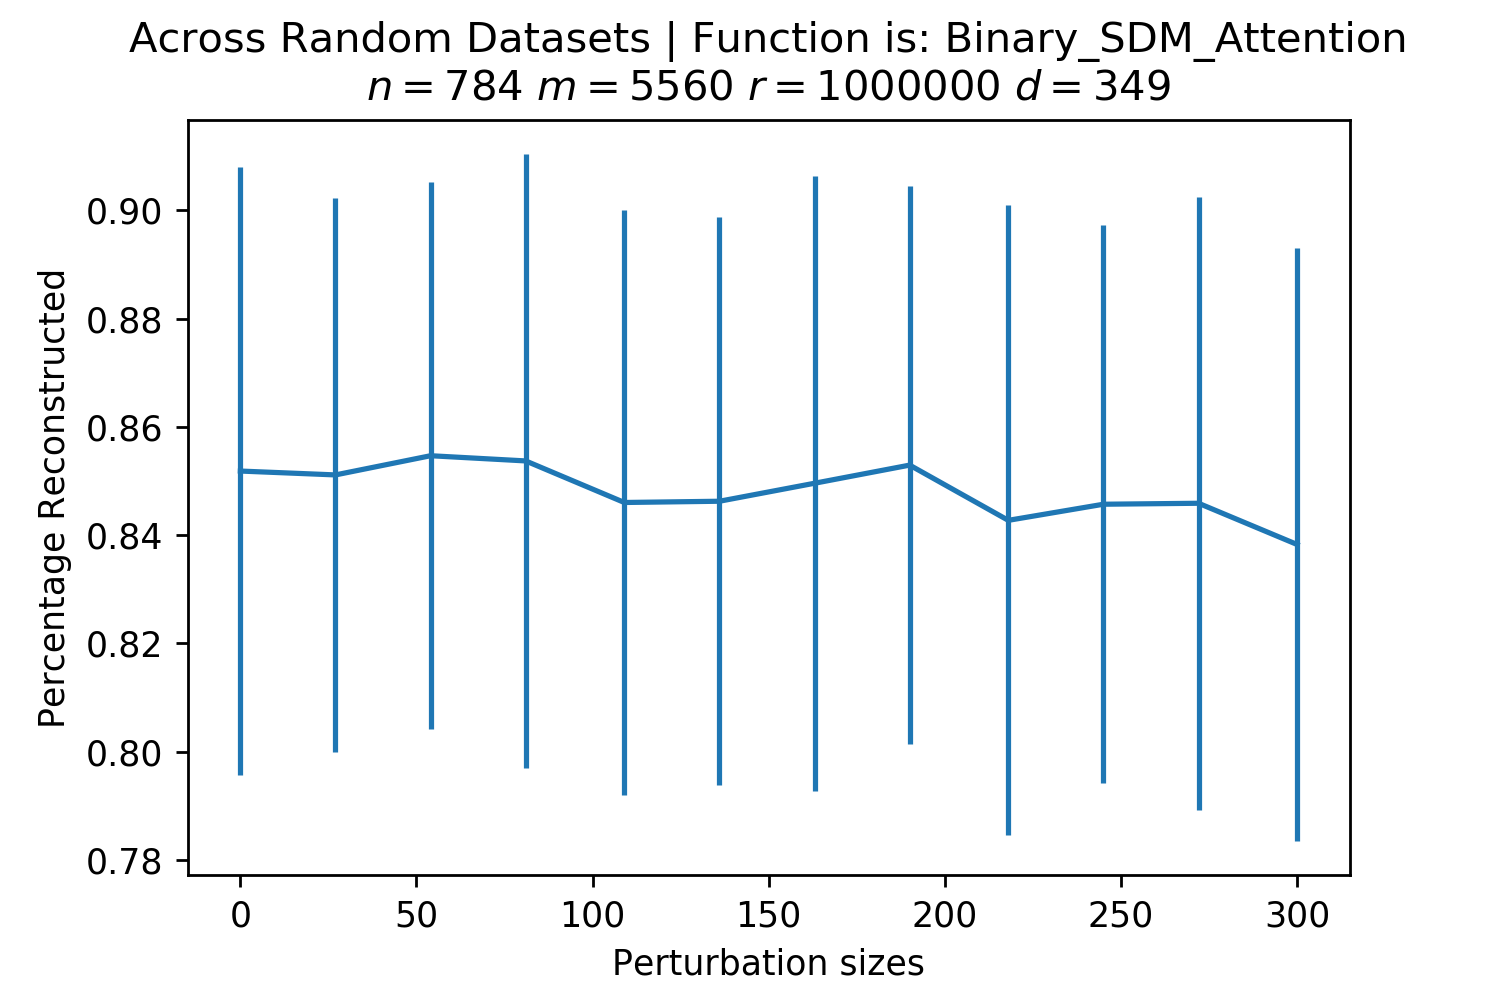 Across Random Datasets | Function is: Binary_SDM_Attention
n = 784 m = 5560 r = 1000000 d = 349
Percentage Reconstructed
0.90
0.88
0.86
0.84
0.82
0.80
0.78
0 50 100 150 200 250 300
Perturbation sizes